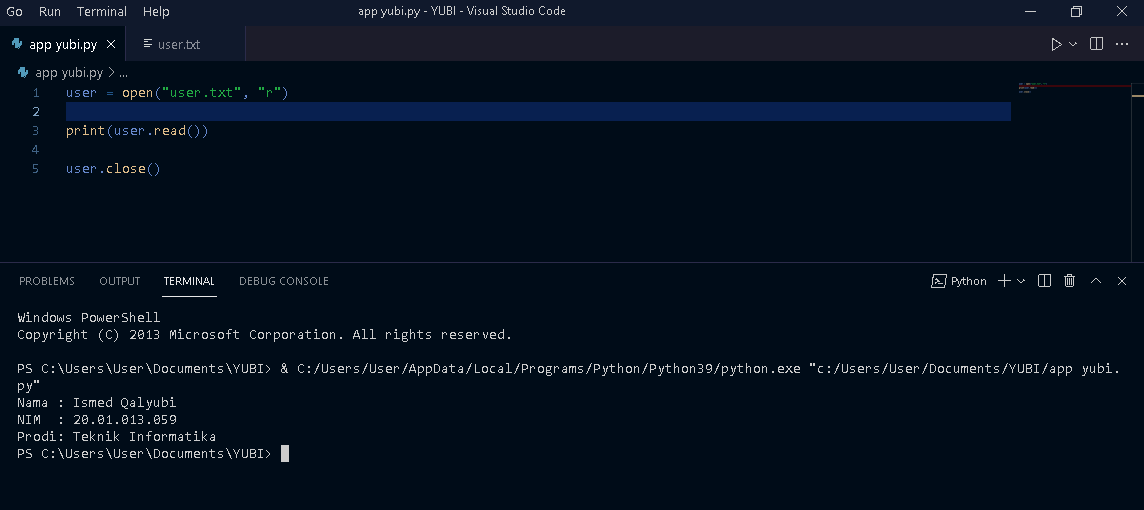 Go Run Terminal Help app yubi.py - YUBI - Visual Studio Code
app yubi.py user.txt
app yubi.py > ...
1 user = open("user.txt", "r")
2
3 print(user.read())
4
5 user.close()
PROBLEMS OUTPUT TERMINAL DEBUG CONSOLE Python
Windows PowerShell
Copyright (C) 2013 Microsoft Corporation. All rights reserved.
PS C:\Users\User\Documents\YUBI> & C:/Users/User/AppData/Local/Programs/Python/Python39/python.exe "c:/Users/User/Documents/YUBI/app yubi.
py"
Nama : Ismed Qalyubi
NIM  : 20.01.013.059
Prodi: Teknik Informatika
PS C:\Users\User\Documents\YUBI>